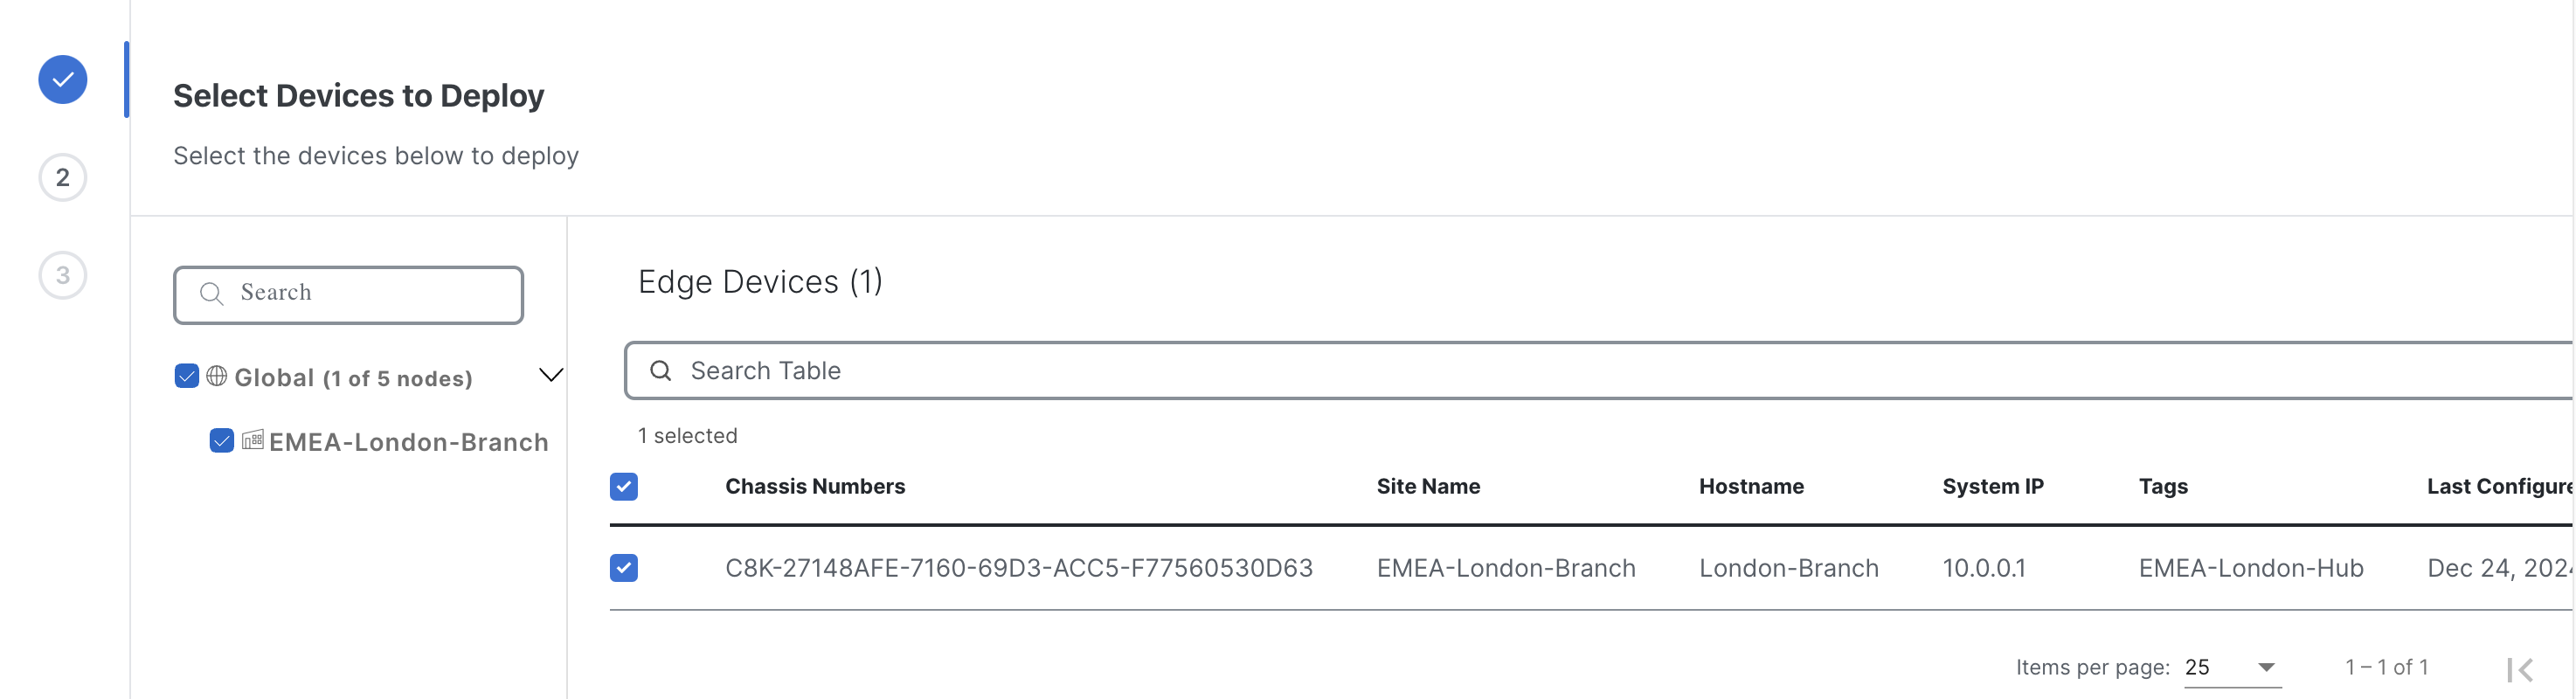 Select Devices to Deploy
Select the devices below to deploy
2
3
Search
Global (1 of 5 nodes)
EMEA-London-Branch
Edge Devices (1)
Search Table
1 selected
Chassis Numbers Site Name Hostname System IP Tags Last Configure
C8K-27148AFE-7160-69D3-ACC5-F77560530D63 EMEA-London-Branch London-Branch 10.0.0.1 EMEA-London-Hub Dec 24, 202
Items per page: 25 1 – 1 of 1